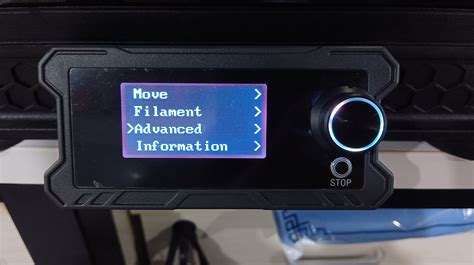 Move >
Filament >
>Advanced >
Information >
STOP